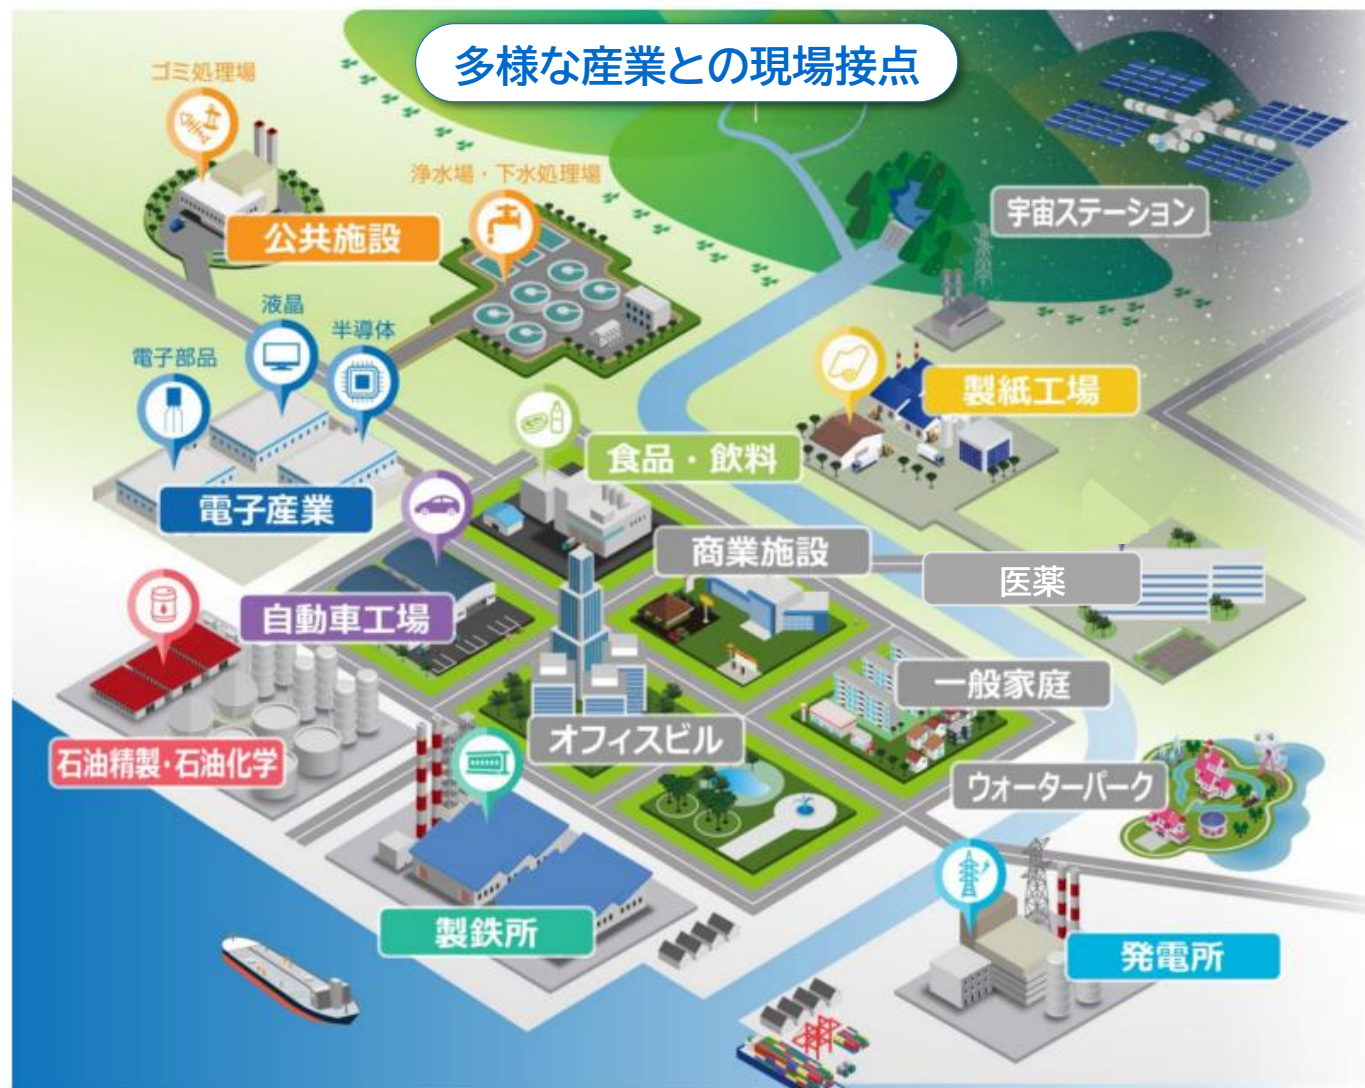 多様な産業との現場接点
ゴミ処理場
浄水場・下水処理場
公共施設
宇宙ステーション
液晶
半導体
電子部品
製紙工場
食品・飲料
電子産業
商業施設
医薬
自動車工場
一般家庭
オフィスビル
石油精製・石油化学
ウォーターパーク
製鉄所
発電所